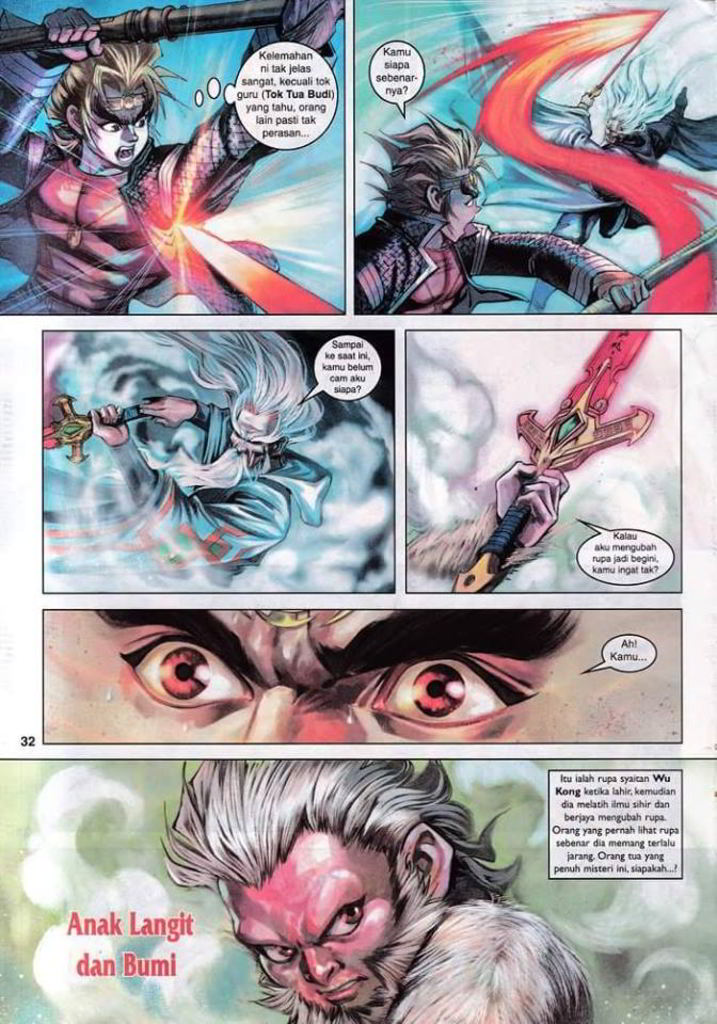 Kelemahan
ni tak jelas
sangat, kecuali tok
guru (Tok Tua Budi)
yang tahu, orang
lain pasti tak
perasan...
Kamu
siapa
sebenar-
nya?
Sampai
ke saat ini,
kamu belum
cam aku
siapa?
Kalau
aku mengubah
rupa jadi begini,
kamu ingat tak?
Ah!
Kamu...
32
Itu ialah rupa syaitan Wu
Kong ketika lahir, kemudian
dia melatih ilmu sihir dan
berjaya mengubah rupa.
Orang yang pernah lihat rupa
sebenar dia memang terlalu
jarang. Orang tua yang
penuh misteri ini, siapakah...?
Anak Langit
dan Bumi